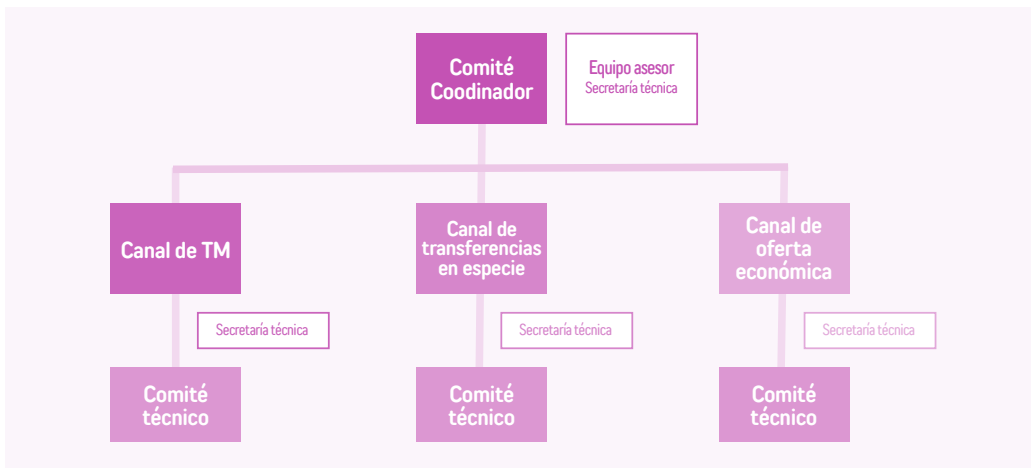 Comité
Coodinador
Equipo asesor
Secretaría técnica
Canal de TM
Canal de
transferencias
en especie
Canal de
oferta
económica
Secretaría técnica
Secretaría técnica
Secretaría técnica
Comité
técnico
Comité
técnico
Comité
técnico